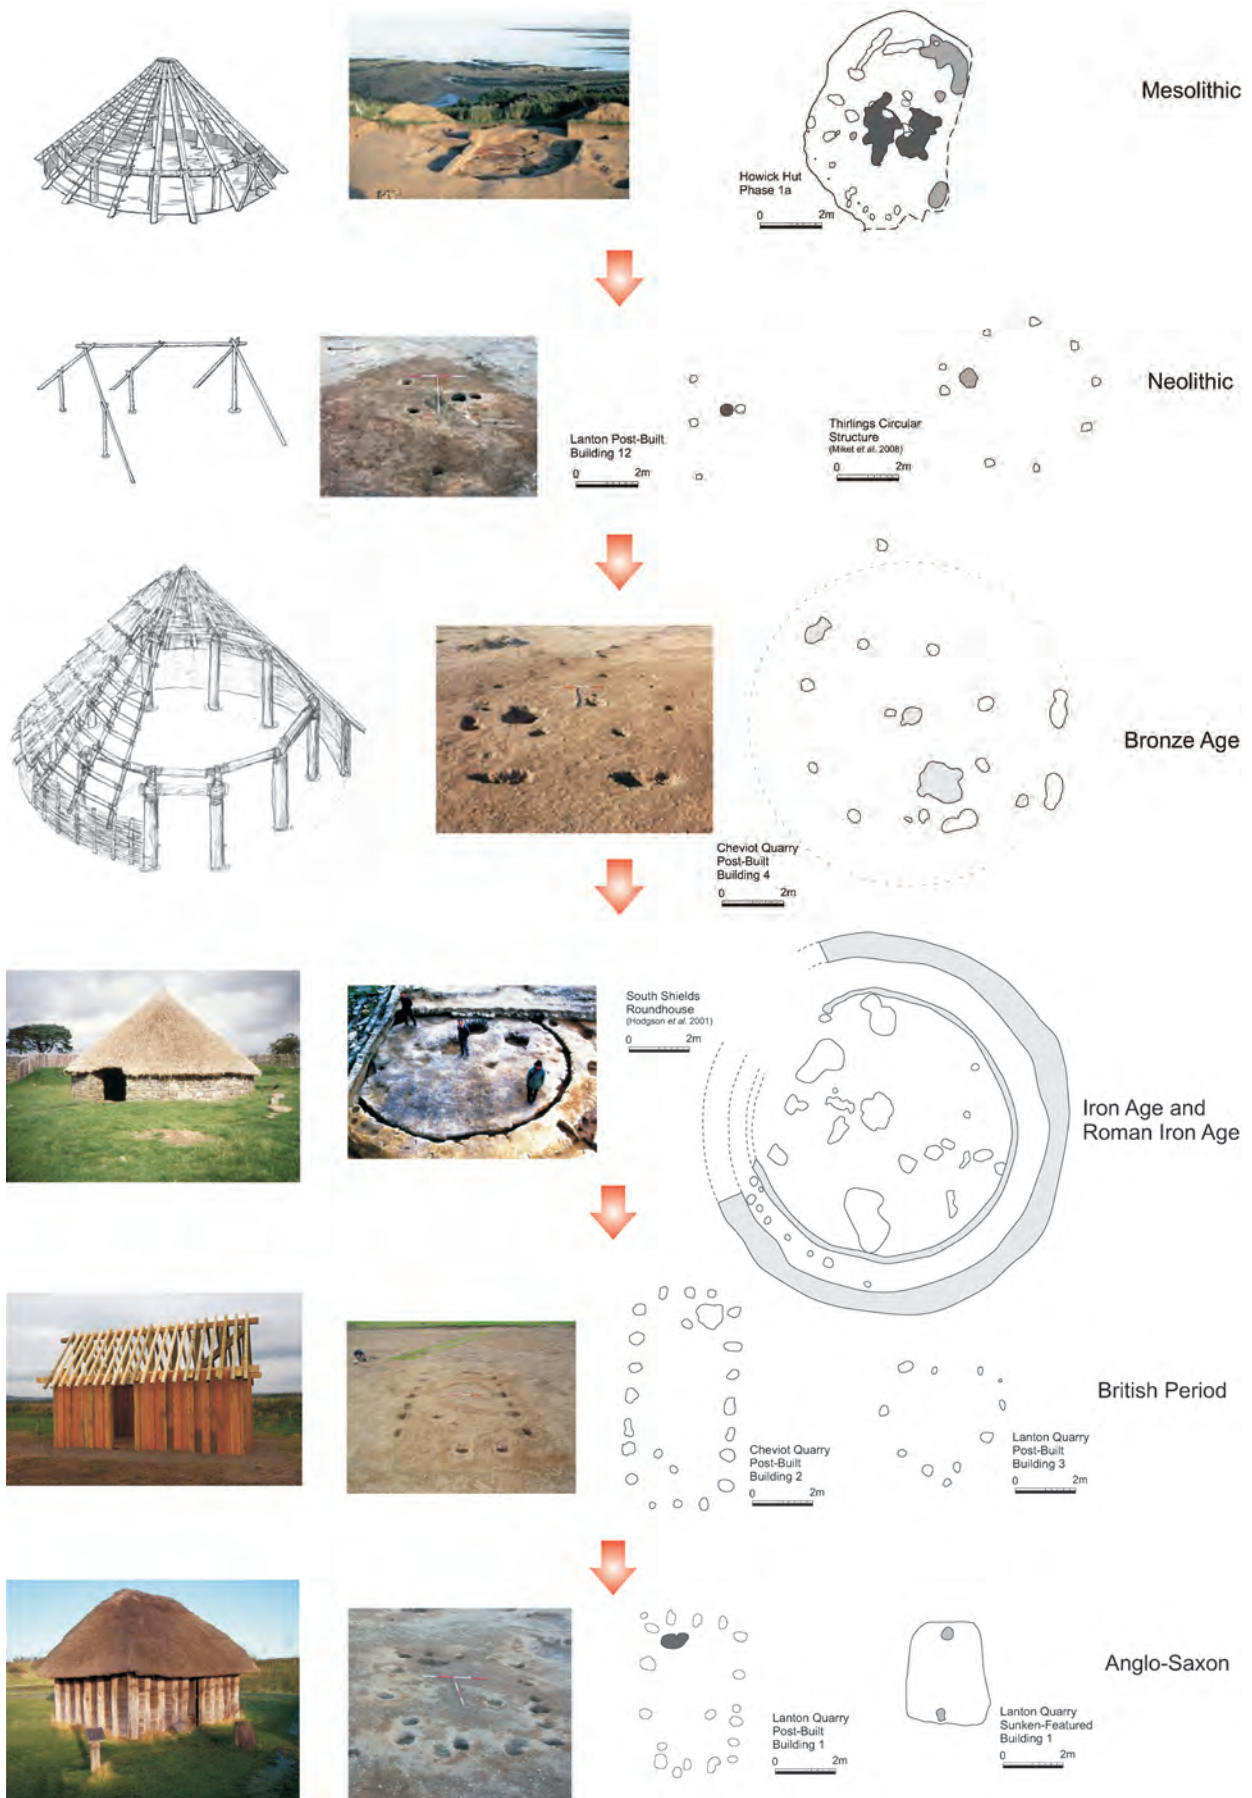 Mesolithic
Howick Hut
Phase 1a
0 2m
Neolithic
Lanton Post-Built
Building 12
0 2m
Thirlings Circular
Structure
(Miket et al. 2008)
0 2m
Bronze Age
Cheviot Quarry
Post-Built
Building 4
0 2m
South Shields
Roundhouse
(Hodgson et al. 2001)
0 2m
Iron Age and
Roman Iron Age
British Period
Cheviot Quarry
Post-Built
Building 2
0 2m
Lanton Quarry
Post-Built
Building 3
0 2m
Anglo-Saxon
Lanton Quarry
Post-Built
Building 1
0 2m
Lanton Quarry
Sunken-Featured
Building 1
0 2m